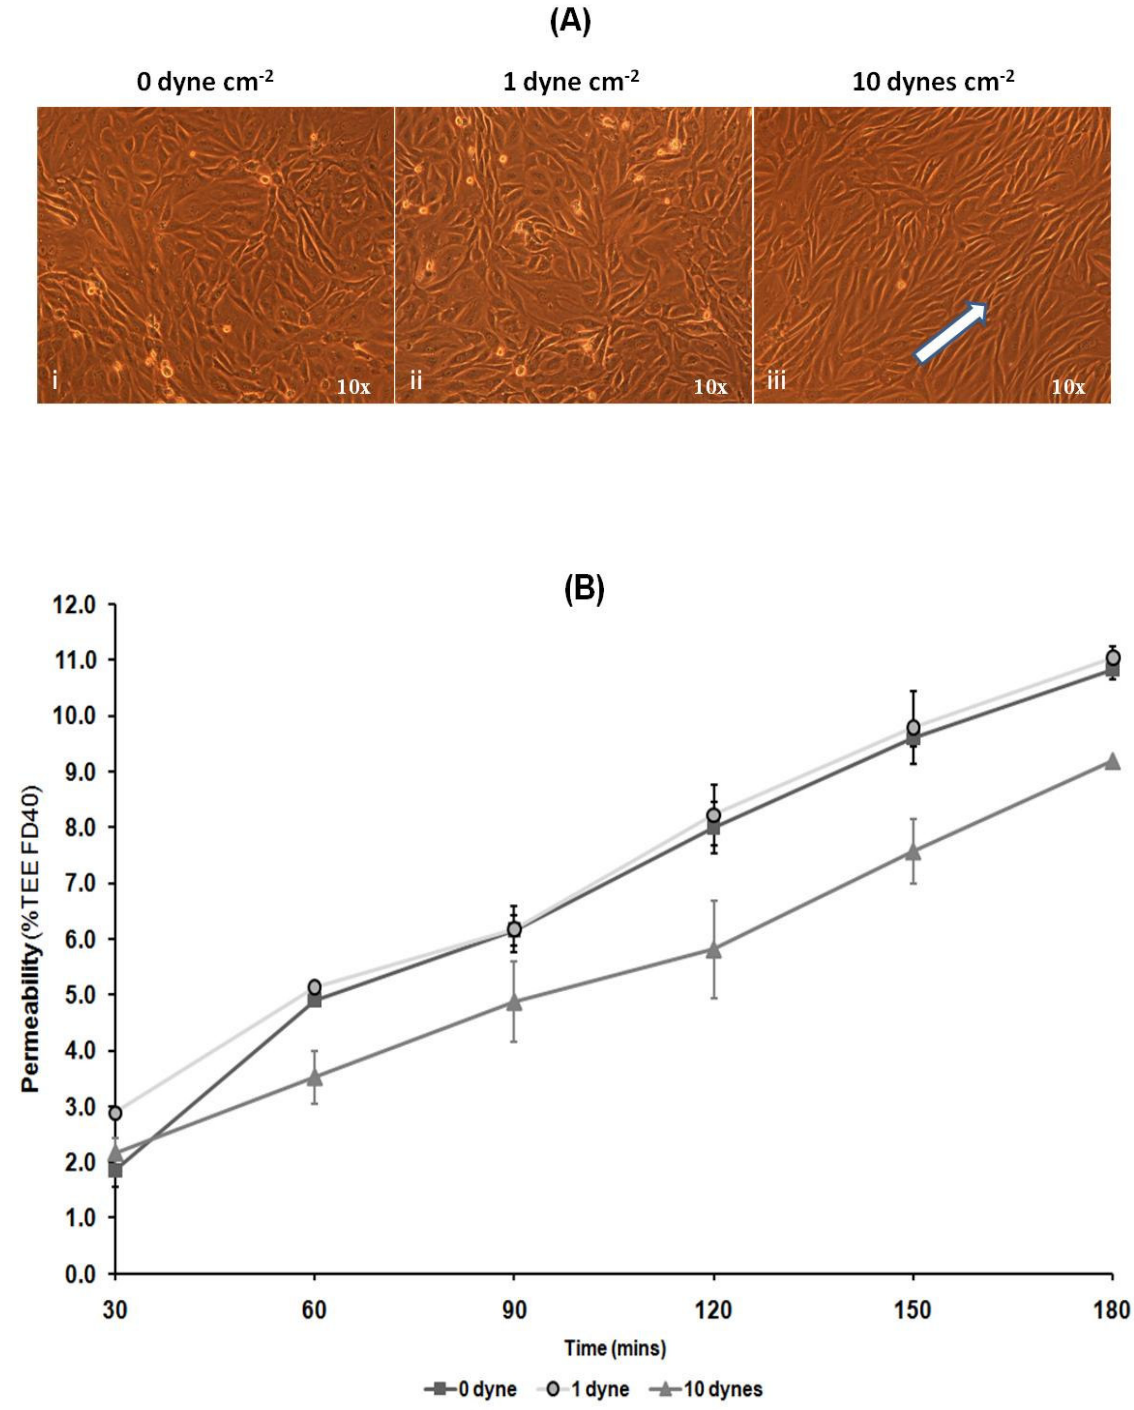 (A)
0 dyne cm-2
1 dyne cm-2
10 dynes cm-2
i
10x
ii
10x
iii
10x
(B)
12.0
11.0
10.0
9.0
8.0
7.0
6.0
5.0
4.0
3.0
2.0
1.0
0.0
Permeability (%TEE FD40)
30 60 90 120 150 180
Time (mins)
0 dyne 1 dyne 10 dynes